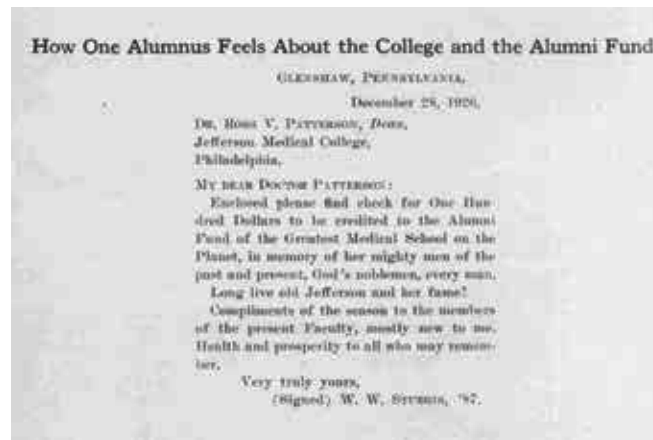 How One Alumnus Feels About the College and the Alumni Fund
GLENSHAW, PENNSYLVANIA,
December 28, 1926.
DR. ROSS V. PATTERSON, Dean,
Jefferson Medical College,
Philadelphia.
MY DEAR DOCTOR PATTERSON:
Enclosed please find check for One Hun-
dred Dollars to be credited to the Alumni
Fund of the Greatest Medical School on the
Planet, in memory of her mighty men of the
past and present, God's noblemen, every man.
Long live old Jefferson and her fame!
Compliments of the season to the members
of the present Faculty, mostly new to me.
Health and prosperity to all who may remem-
ber.
Very truly yours,
(Signed) W. W. '87.